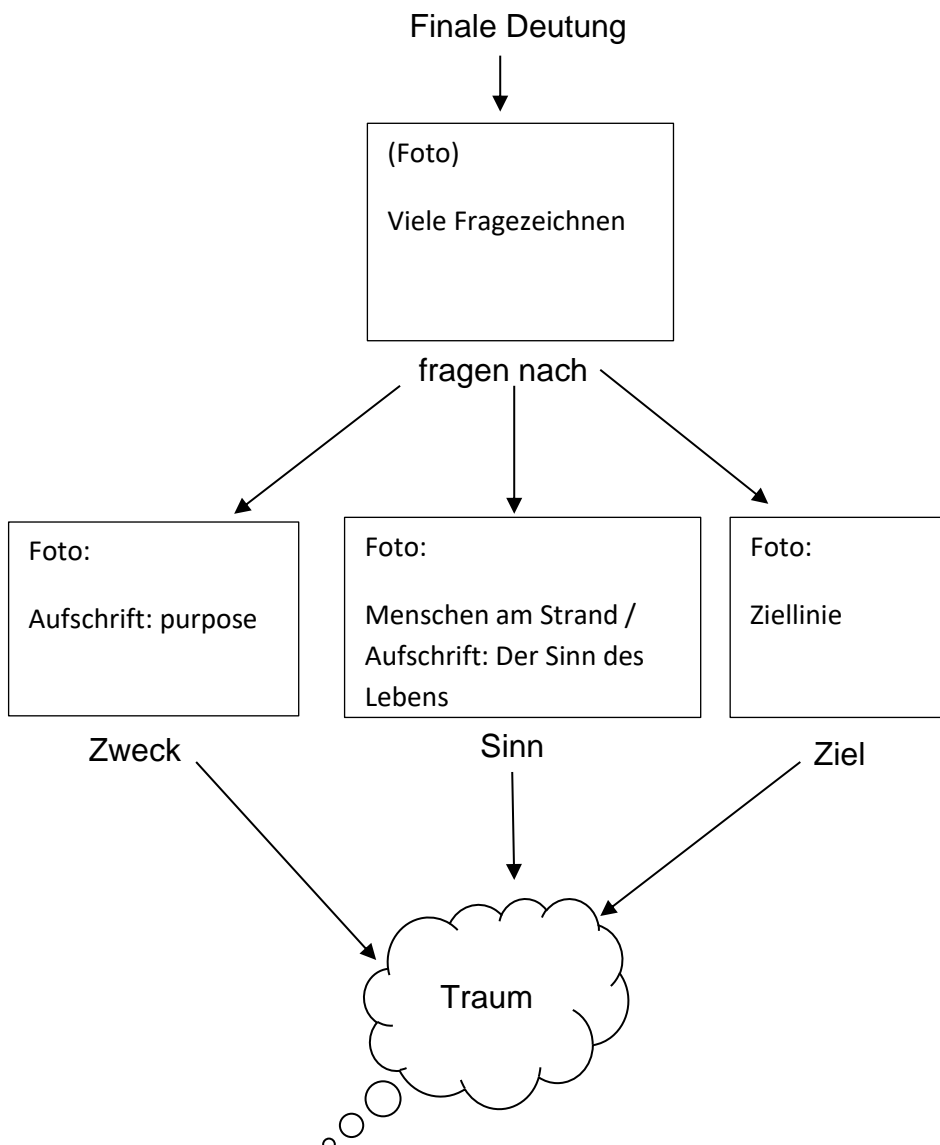 Finale Deutung
(Foto)
Viele Fragezeichnen
fragen nach
Foto:
Aufschrift: purpose
Foto:
Menschen am Strand /
Aufschrift: Der Sinn des
Lebens
Foto:
Ziellinie
Zweck
Sinn
Ziel
Traum